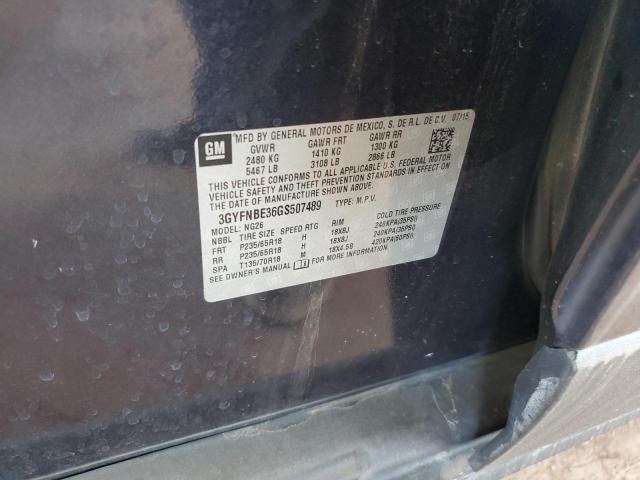 GM
MFD BY GENERAL MOTORS DE MEXICO, S. DE R.L. DE C.V. 07/15
GVWR GAWR FRT GAWR RR
2480 KG 1410 KG 1300 KG
5467 LB 3108 LB 2866 LB
THIS VEHICLE CONFORMS TO ALL APPLICABLE U.S. FEDERAL MOTOR
VEHICLE SAFETY AND THEFT PREVENTION STANDARDS IN EFFECT ON
THE DATE OF MANUFACTURE SHOWN ABOVE.
3GYFNBE36GS507489 TYPE: M.P.V.
MODEL: NG26
NBBL TIRE SIZE SPEED RTG RIM COLD TIRE PRESSURE
FRT P235/65R18 H 18X8J 240KPA(35PSI)
RR P235/65R18 H 18X8J 240KPA(35PSI)
SPA T135/70R18 M 18X4.5B 420KPA(60PSI)
SEE OWNER'S MANUAL FOR MORE INFORMATION.